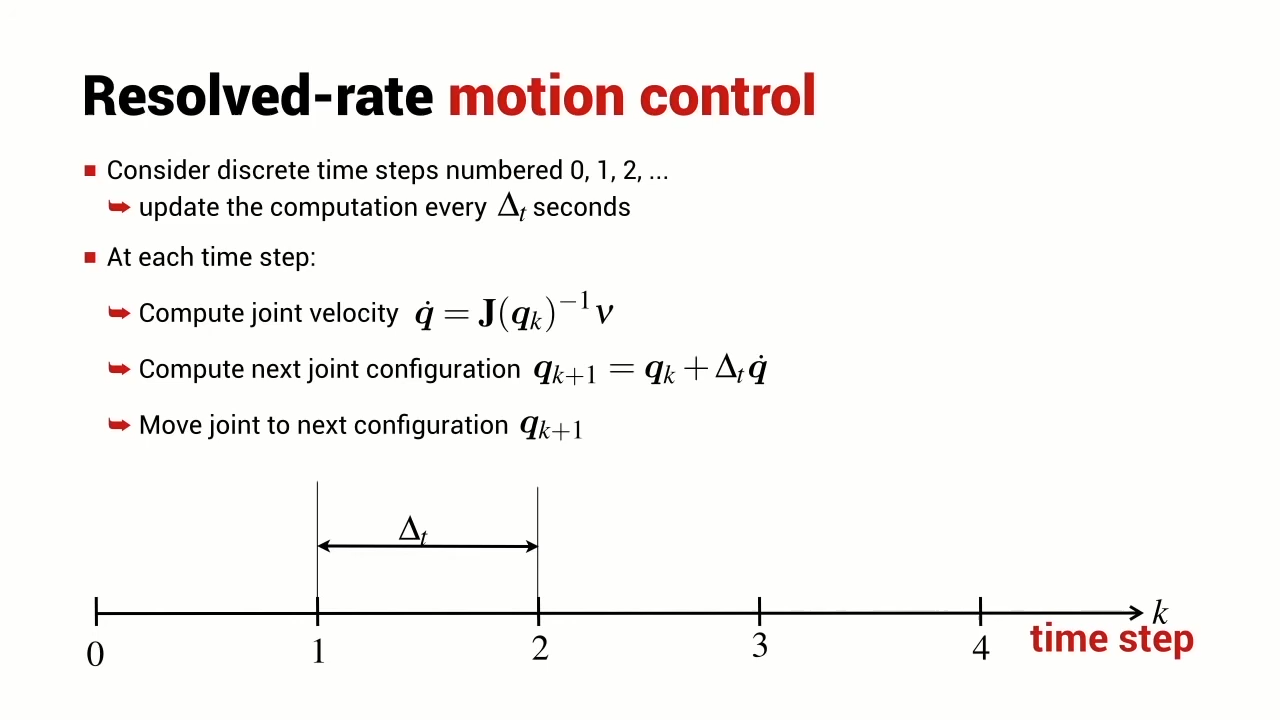 Resolved-rate motion control
■ Consider discrete time steps numbered 0, 1, 2, ...
➥ update the computation every Δₜ seconds
■ At each time step:
➥ Compute joint velocity q̇ = J(qₖ)⁻¹ν
➥ Compute next joint configuration qₖ₊₁ = qₖ + Δₜq̇
➥ Move joint to next configuration qₖ₊₁
Δₜ
k
0 1 2 3 4 time step